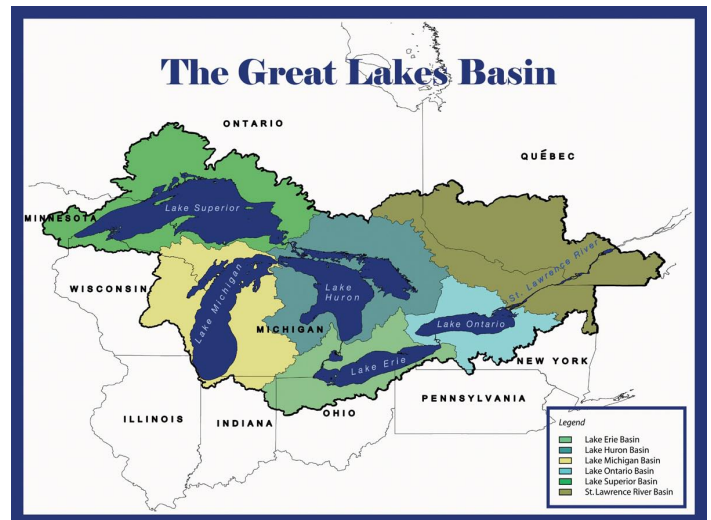 The Great Lakes Basin
ONTARIO
QUÉBEC
MINNESOTA
Lake Superior
St. Lawrence River
WISCONSIN
Lake Michigan
Lake
Huron
MICHIGAN
Lake Ontario
Lake Erie
NEW YORK
PENNSYLVANIA
ILLINOIS
INDIANA
OHIO
Legend
Lake Erie Basin
Lake Huron Basin
Lake Michigan Basin
Lake Ontario Basin
Lake Superior Basin
St. Lawrence River Basin